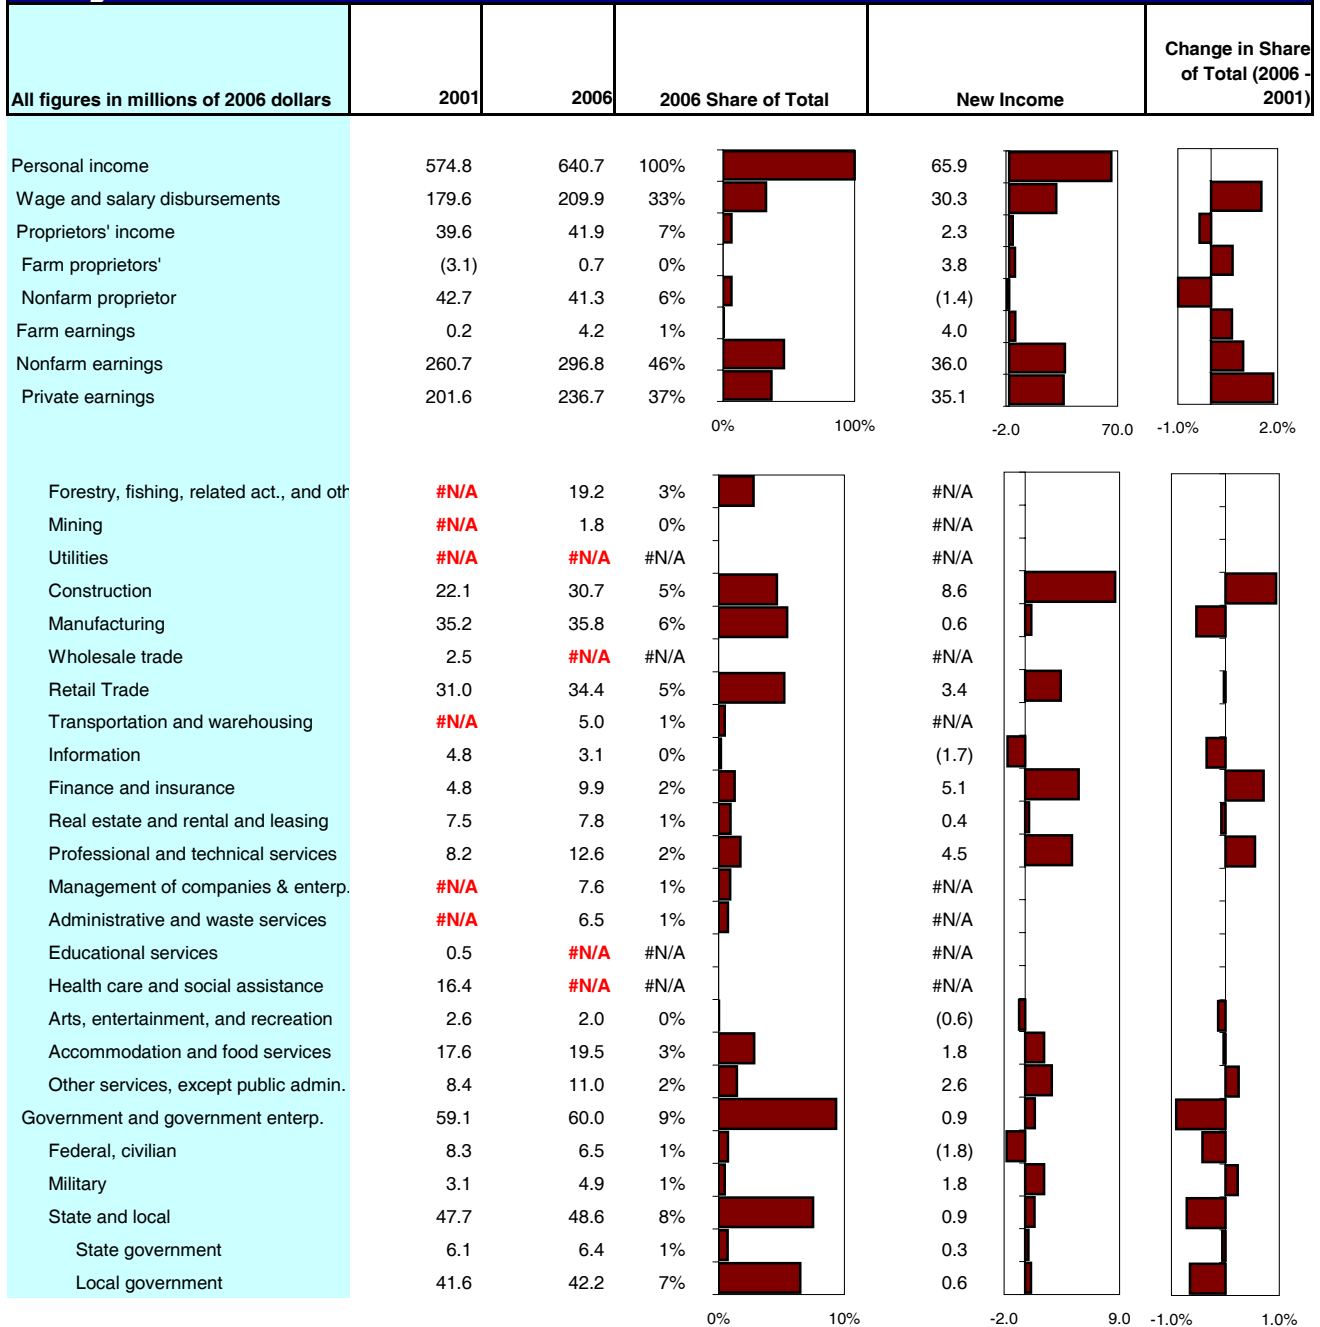 Change in Share
of Total (2006 -
All figures in millions of 2006 dollars 2001 2006 2006 Share of Total New Income 2001)
Personal income 574.8 640.7 100% 65.9
Wage and salary disbursements 179.6 209.9 33% 30.3
Proprietors' income 39.6 41.9 7% 2.3
Farm proprietors' (3.1) 0.7 0% 3.8
Nonfarm proprietor 42.7 41.3 6% (1.4)
Farm earnings 0.2 4.2 1% 4.0
Nonfarm earnings 260.7 296.8 46% 36.0
Private earnings 201.6 236.7 37% 35.1
0% 100% -2.0 70.0 -1.0% 2.0%
Forestry, fishing, related act., and oth #N/A 19.2 3% #N/A
Mining #N/A 1.8 0% #N/A
Utilities #N/A #N/A #N/A #N/A
Construction 22.1 30.7 5% 8.6
Manufacturing 35.2 35.8 6% 0.6
Wholesale trade 2.5 #N/A #N/A #N/A
Retail Trade 31.0 34.4 5% 3.4
Transportation and warehousing #N/A 5.0 1% #N/A
Information 4.8 3.1 0% (1.7)
Finance and insurance 4.8 9.9 2% 5.1
Real estate and rental and leasing 7.5 7.8 1% 0.4
Professional and technical services 8.2 12.6 2% 4.5
Management of companies & enterp. #N/A 7.6 1% #N/A
Administrative and waste services #N/A 6.5 1% #N/A
Educational services 0.5 #N/A #N/A #N/A
Health care and social assistance 16.4 #N/A #N/A #N/A
Arts, entertainment, and recreation 2.6 2.0 0% (0.6)
Accommodation and food services 17.6 19.5 3% 1.8
Other services, except public admin. 8.4 11.0 2% 2.6
Government and government enterp. 59.1 60.0 9% 0.9
Federal, civilian 8.3 6.5 1% (1.8)
Military 3.1 4.9 1% 1.8
State and local 47.7 48.6 8% 0.9
State government 6.1 6.4 1% 0.3
Local government 41.6 42.2 7% 0.6
0% 10% -2.0 9.0 -1.0% 1.0%